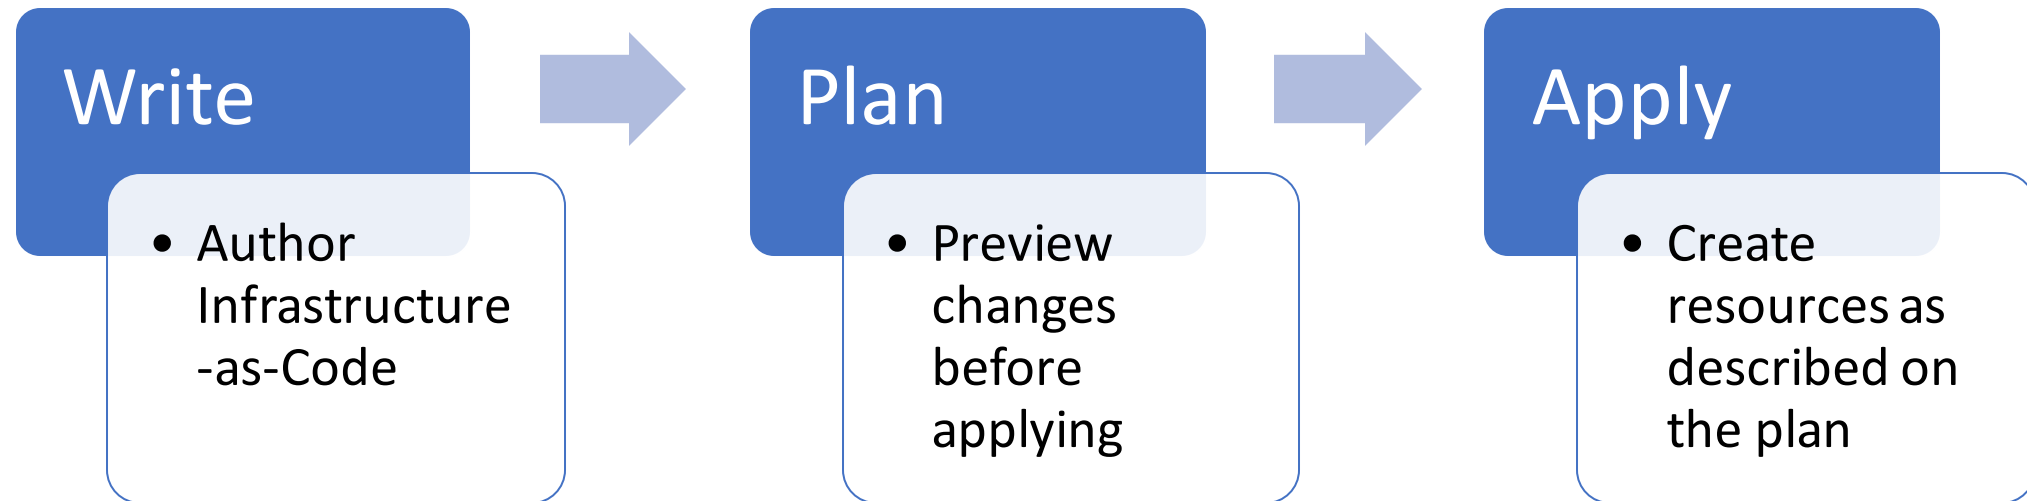 Write
• Author
Infrastructure
-as-Code
Plan
• Preview
changes
before
applying
Apply
• Create
resources as
described on
the plan